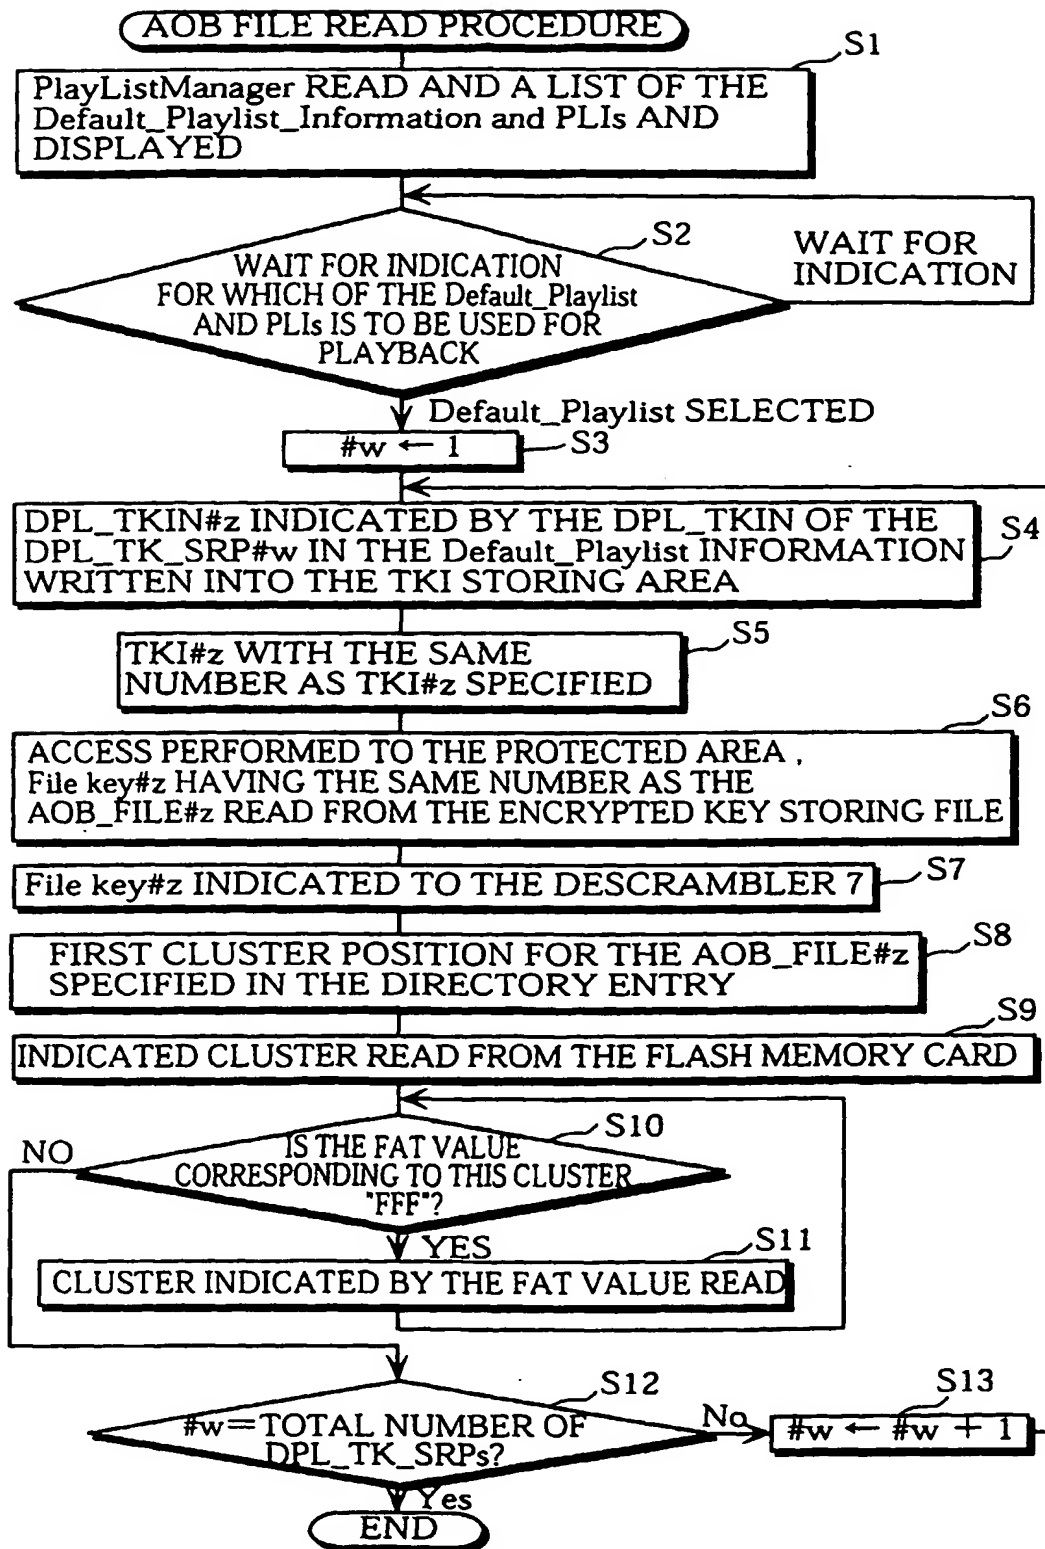 AOB FILE READ PROCEDURE
S1
PlayListManager READ AND A LIST OF THE
Default_Playlist_Information and PLIs AND
DISPLAYED
S2
WAIT FOR INDICATION
FOR WHICH OF THE Default_Playlist
AND PLIs IS TO BE USED FOR
PLAYBACK
WAIT FOR
INDICATION
Default_Playlist SELECTED
#w ← 1
S3
DPL_TKIN#z INDICATED BY THE DPL_TKIN OF THE
DPL_TK_SRP#w IN THE Default_Playlist INFORMATION
WRITTEN INTO THE TKI STORING AREA
S4
S5
TKI#z WITH THE SAME
NUMBER AS TKI#z SPECIFIED
S6
ACCESS PERFORMED TO THE PROTECTED AREA ,
File key#z HAVING THE SAME NUMBER AS THE
AOB_FILE#z READ FROM THE ENCRYPTED KEY STORING FILE
File key#z INDICATED TO THE DESCRAMBLER 7
S7
FIRST CLUSTER POSITION FOR THE AOB_FILE#z
SPECIFIED IN THE DIRECTORY ENTRY
S8
S9
INDICATED CLUSTER READ FROM THE FLASH MEMORY CARD
S10
NO
IS THE FAT VALUE
CORRESPONDING TO THIS CLUSTER
"FFF"?
YES
S11
CLUSTER INDICATED BY THE FAT VALUE READ
S12
#w=TOTAL NUMBER OF
DPL_TK_SRPs?
No
S13
#w ← #w + 1
Yes
END